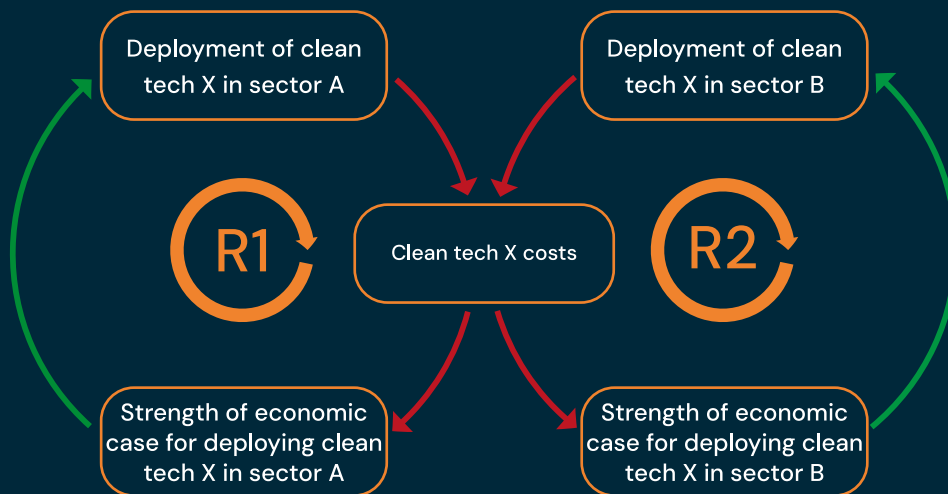 Deployment of clean
tech X in sector A
Deployment of clean
tech X in sector B
R1
Clean tech X costs
R2
Strength of economic
case for deploying clean
tech X in sector A
Strength of economic
case for deploying clean
tech X in sector B